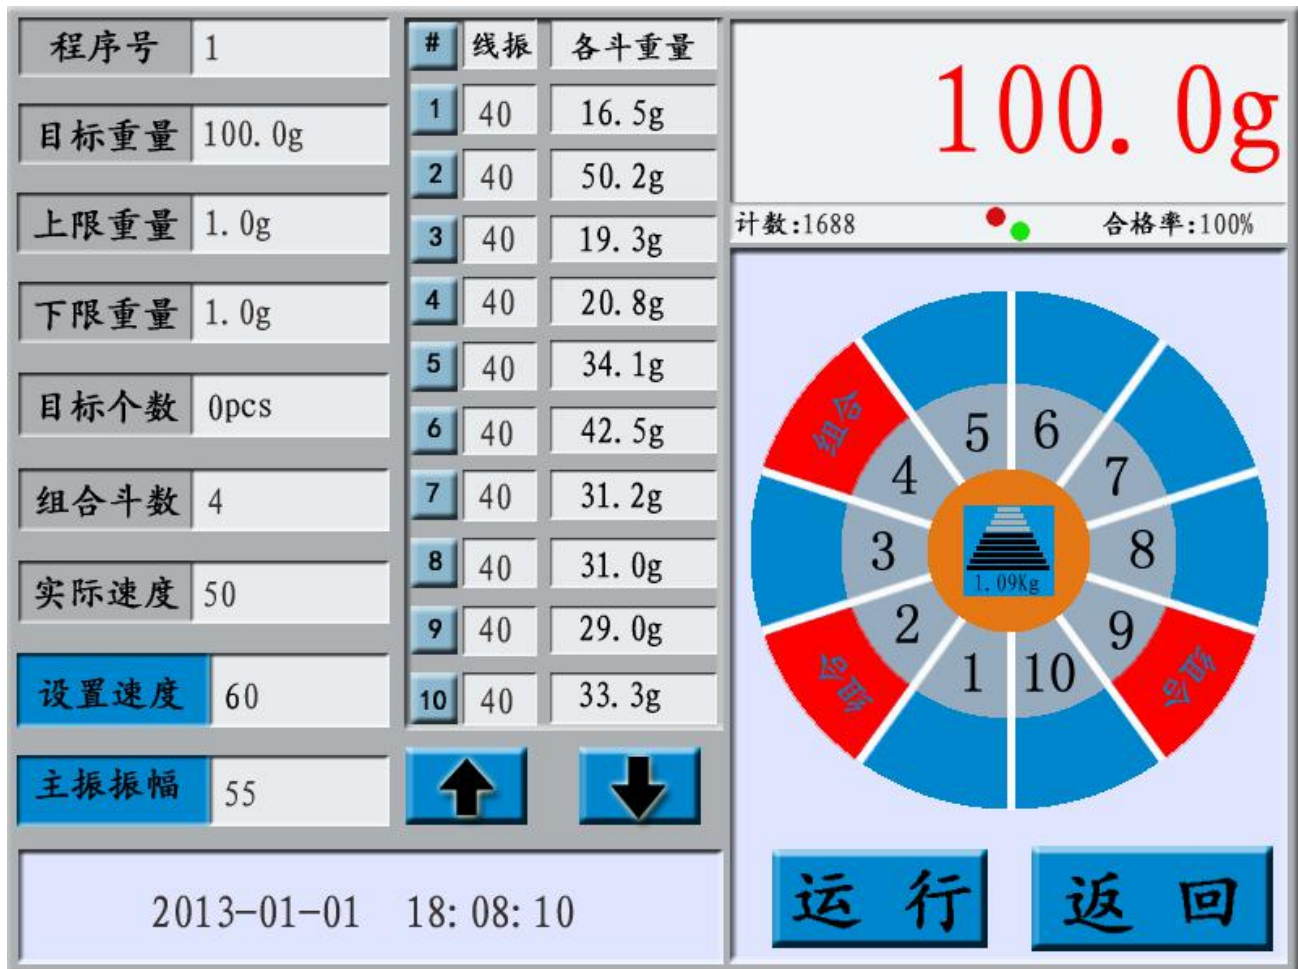 程序号 1
目标重量 100.0g
上限重量 1.0g
下限重量 1.0g
目标个数 0pcs
组合斗数 4
实际速度 50
设置速度 60
主振振幅 55
# 线振 各斗重量
1 40 16.5g
2 40 50.2g
3 40 19.3g
4 40 20.8g
5 40 34.1g
6 40 42.5g
7 40 31.2g
8 40 31.0g
9 40 29.0g
10 40 33.3g
2013-01-01 18:08:10
100.0g
计数:1688 合格率:100%
5 6
组合 4 7
3 8
1.09Kg
2 9
组合 1 10 组合
运行 返回